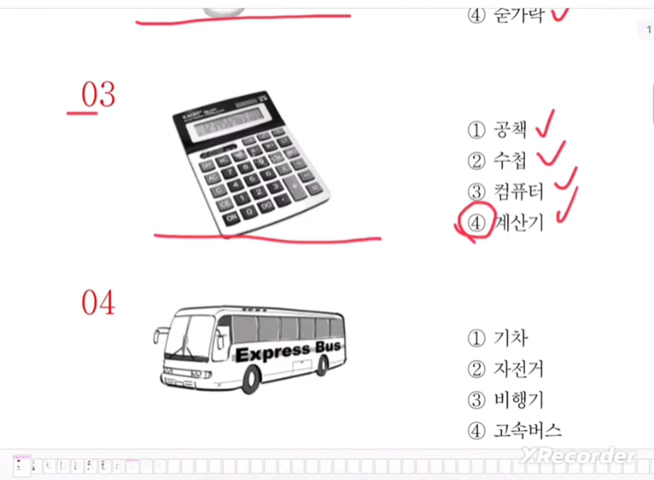 ④ 숟가락
1
03
① 공책
② 수첩
③ 컴퓨터
④ 계산기
ON
04
Express Bus
① 기차
② 자전거
③ 비행기
④ 고속버스
XRecorder